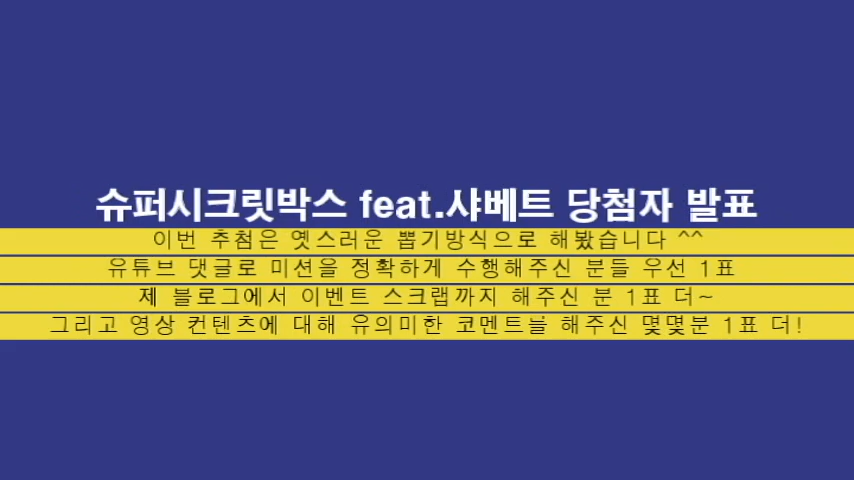 슈퍼시크릿박스 feat.샤베트 당첨자 발표
이번 추첨은 옛스러운 뽑기방식으로 해봤습니다 ^^
유튜브 댓글로 미션을 정확하게 수행해주신 분들 우선 1표
제 블로그에서 이벤트 스크랩까지 해주신 분 1표 더~
그리고 영상 컨텐츠에 대해 유의미한 코멘트를 해주신 몇몇분 1표 더!